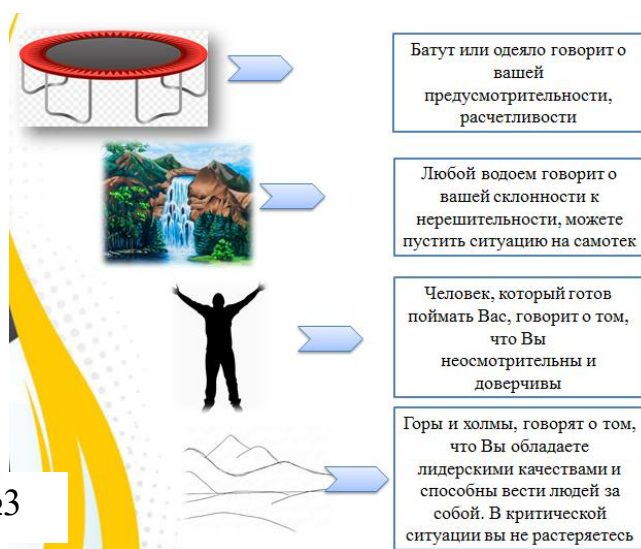 Батут или одеяло говорит о
вашей
предусмотрительности,
расчетливости
Любой водоем говорит о
вашей склонности к
нерешительности, можете
пустить ситуацию на самотек
Человек, который готов
поймать Вас, говорит о том,
что Вы
неосмотрительны и
доверчивы
Горы и холмы, говорят о том,
что Вы обладаете
лидерскими качествами и
способны вести людей за
собой. В критической
ситуации вы не растеряетесь
3